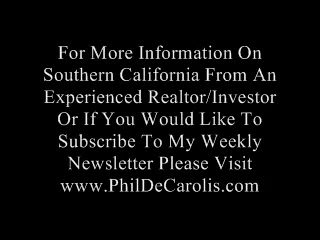 For More Information On
Southern California From An
Experienced Realtor/Investor
Or If You Would Like To
Subscribe To My Weekly
Newsletter Please Visit
www.PhilDeCarolis.com